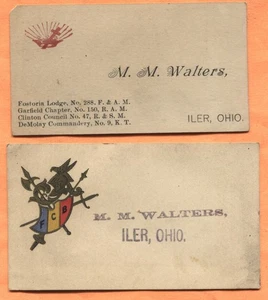 M. M. Walters,
Fostoria Lodge, No. 288, F. & A. M.
Garfield Chapter, No. 150, R. A. M.
Clinton Council No. 47, R. & S. M.
DeMolay Commandery, No. 9, K. T.
ILER, OHIO.
F C B
M. M. WALTERS,
ILER, OHIO.